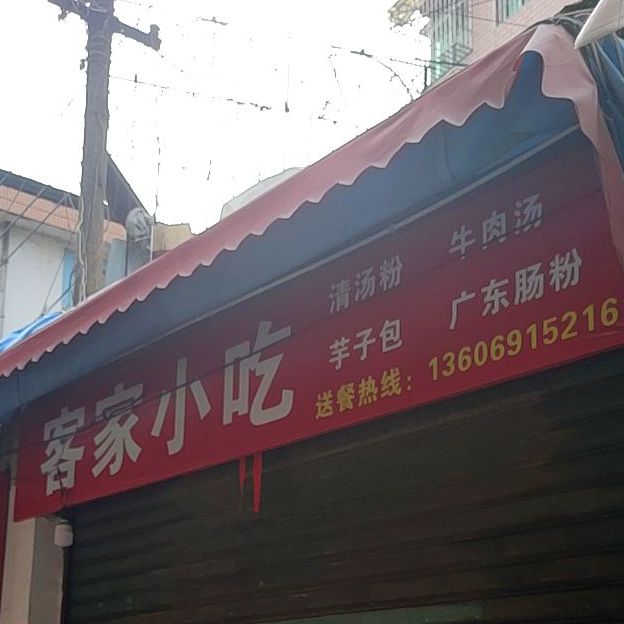 客家小吃
清汤粉 牛肉汤
芋子包 广东肠粉
送餐热线：13606915216